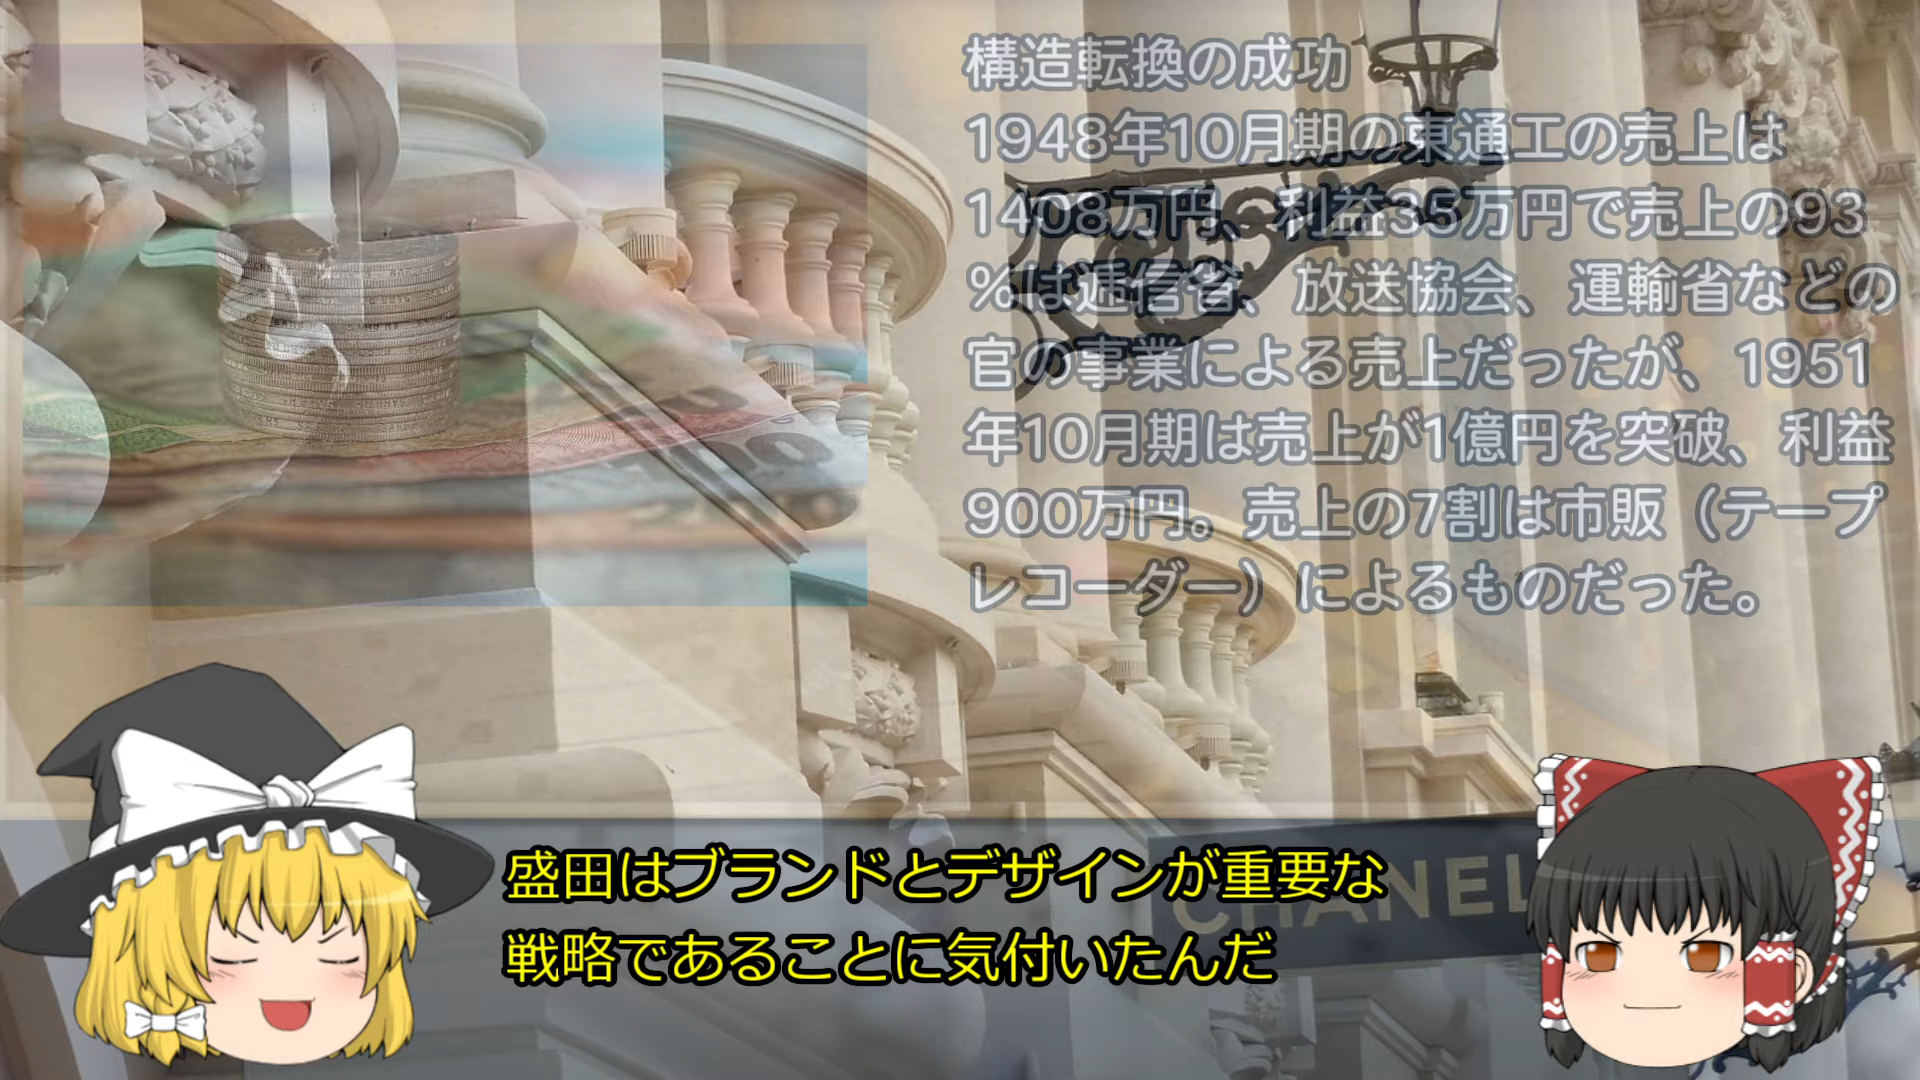 構造転換の成功
1948年10月期の東通工の売上は
1408万円、利益35万円で売上の93
%は逓信省、放送協会、運輸省などの
官の事業による売上だったが、1951
年10月期は売上が1億円を突破、利益
900万円。売上の7割は市販（テープ
レコーダー）によるものだった。
盛田はブランドとデザインが重要な
戦略であることに気付いたんだ
CHANEL